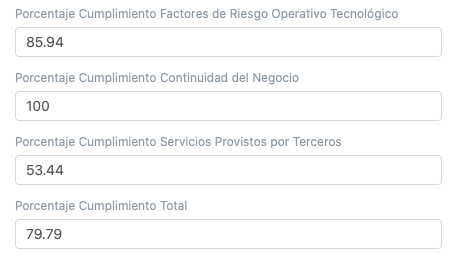 Porcentaje Cumplimiento Factores de Riesgo Operativo Tecnológico
85.94
Porcentaje Cumplimiento Continuidad del Negocio
100
Porcentaje Cumplimiento Servicios Provistos por Terceros
53.44
Porcentaje Cumplimiento Total
79.79